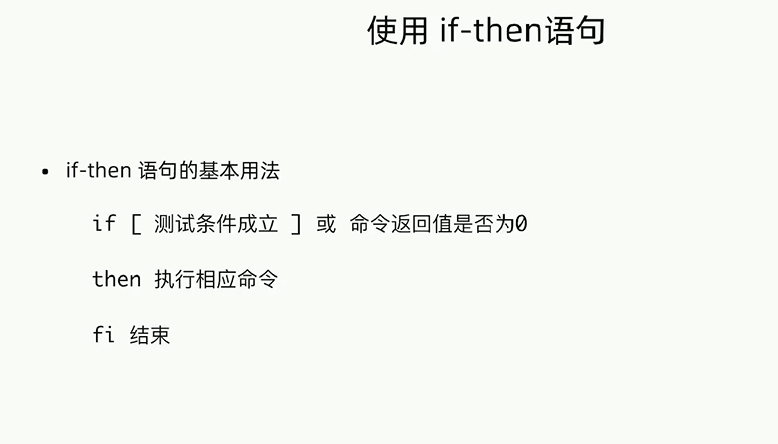 使用 if-then语句
• if-then 语句的基本用法
if [ 测试条件成立 ] 或 命令返回值是否为0
then 执行相应命令
fi 结束